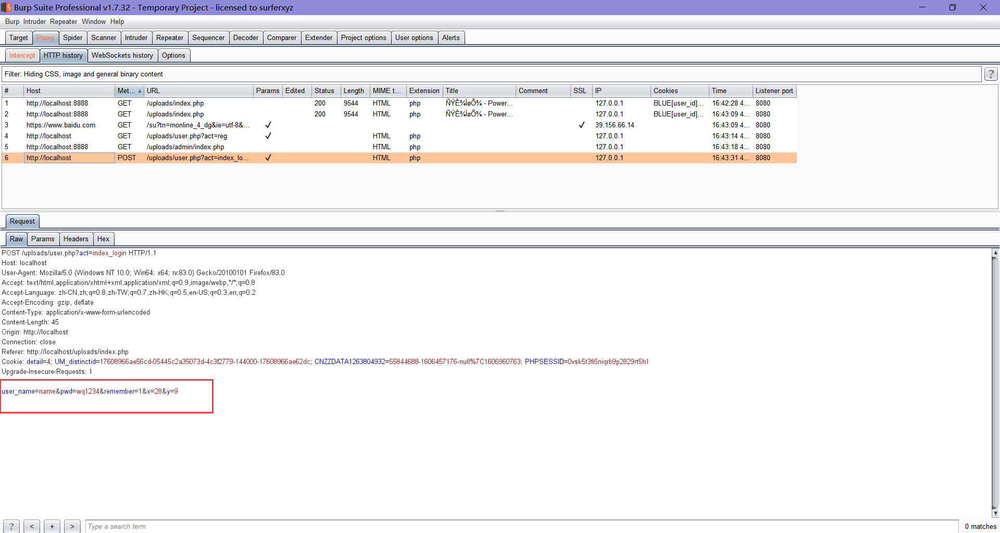 Burp Suite Professional v1.7.32 - Temporary Project - licensed to surferxyz
Burp Intruder Repeater Window Help
Target Proxy Spider Scanner Intruder Repeater Sequencer Decoder Comparer Extender Project options User options Alerts
Intercept HTTP history WebSockets history Options
Filter: Hiding CSS, image and general binary content ?
# Host Met... URL Params Edited Status Length MIME t... Extension Title Comment SSL IP Cookies Time Listener port
1 http://localhost:8888 GET /uploads/index.php 200 9544 HTML php ÑÝÊ¾ÍøÕ¾ - Power... 127.0.0.1 BLUE[user_id]... 16:42:28 4... 8080
2 http://localhost:8888 GET /uploads/index.php 200 9544 HTML php ÑÝÊ¾ÍøÕ¾ - Power... 127.0.0.1 BLUE[user_id]... 16:43:09 4... 8080
3 https://www.baidu.com GET /su?tn=monline_4_dg&ie=utf-8&... ✓ ✓ 39.156.66.14 16:43:09 4... 8080
4 http://localhost GET /uploads/user.php?act=reg ✓ HTML php 127.0.0.1 16:43:14 4... 8080
5 http://localhost:8888 GET /uploads/admin/index.php HTML php 127.0.0.1 16:43:18 4... 8080
6 http://localhost POST /uploads/user.php?act=index_lo... ✓ HTML php 127.0.0.1 16:43:31 4... 8080
Request
Raw Params Headers Hex
POST /uploads/user.php?act=index_login HTTP/1.1
Host: localhost
User-Agent: Mozilla/5.0 (Windows NT 10.0; Win64; x64; rv:83.0) Gecko/20100101 Firefox/83.0
Accept: text/html,application/xhtml+xml,application/xml;q=0.9,image/webp,*/*;q=0.8
Accept-Language: zh-CN,zh;q=0.8,zh-TW;q=0.7,zh-HK;q=0.5,en-US;q=0.3,en;q=0.2
Accept-Encoding: gzip, deflate
Content-Type: application/x-www-form-urlencoded
Content-Length: 45
Origin: http://localhost
Connection: close
Referer: http://localhost/uploads/index.php
Cookie: detail=4; UM_distinctid=17608966ae56cd-05445c2a35073d-4c3f2779-144000-17608966ae62dc; CNZZDATA1263804932=55844688-1606457176-null%7C1606960763; PHPSESSID=0vsk5t3fi5niqrb9p2829rt5h1
Upgrade-Insecure-Requests: 1
user_name=name&pwd=wq1234&remember=1&x=28&y=9
? < + > Type a search term 0 matches